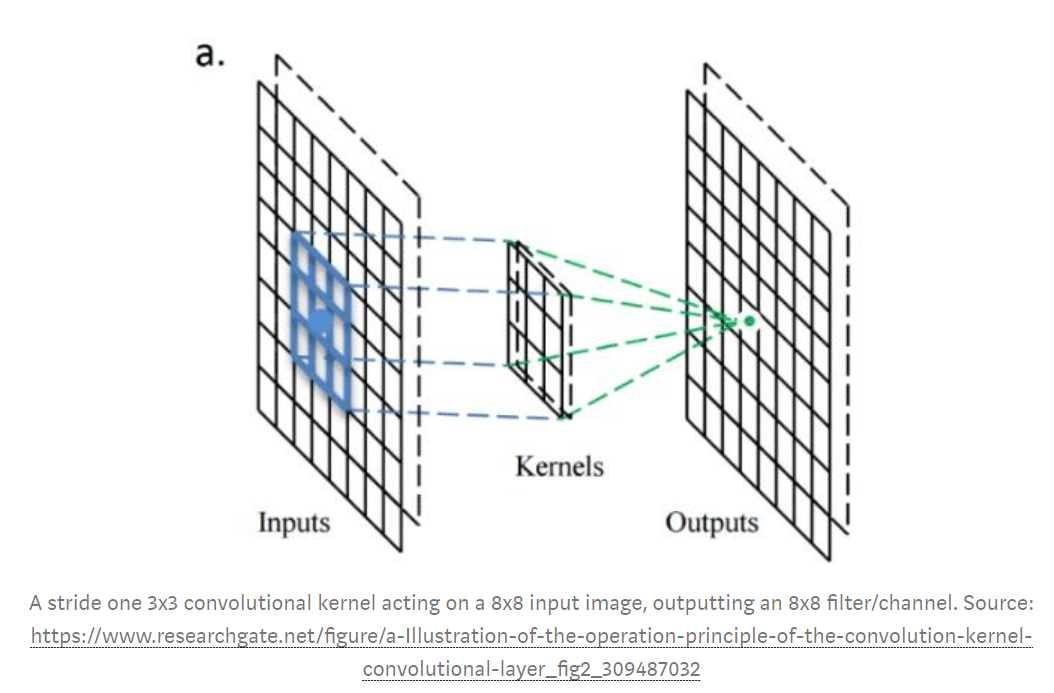 a.
Kernels
Inputs
Outputs
A stride one 3x3 convolutional kernel acting on a 8x8 input image, outputting an 8x8 filter/channel. Source:
https://www.researchgate.net/figure/a-Illustration-of-the-operation-principle-of-the-convolution-kernel-
convolutional-layer_fig2_309487032